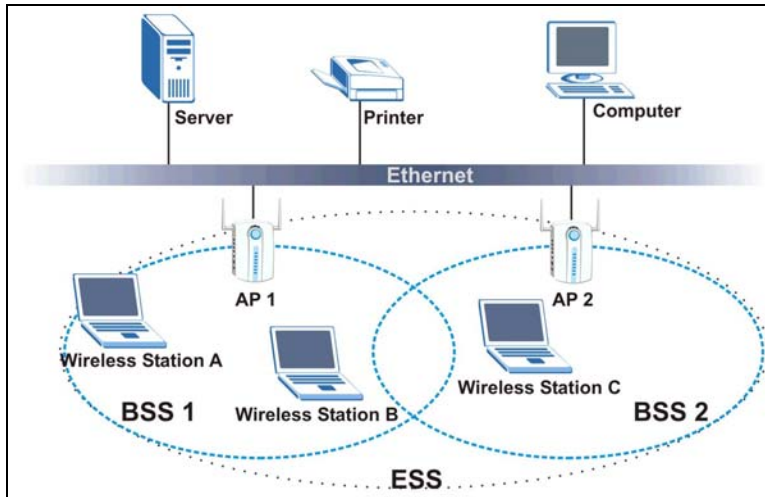 Server
Printer
Computer
Ethernet
AP 1
AP 2
Wireless Station A
Wireless Station B
Wireless Station C
BSS 1
BSS 2
ESS